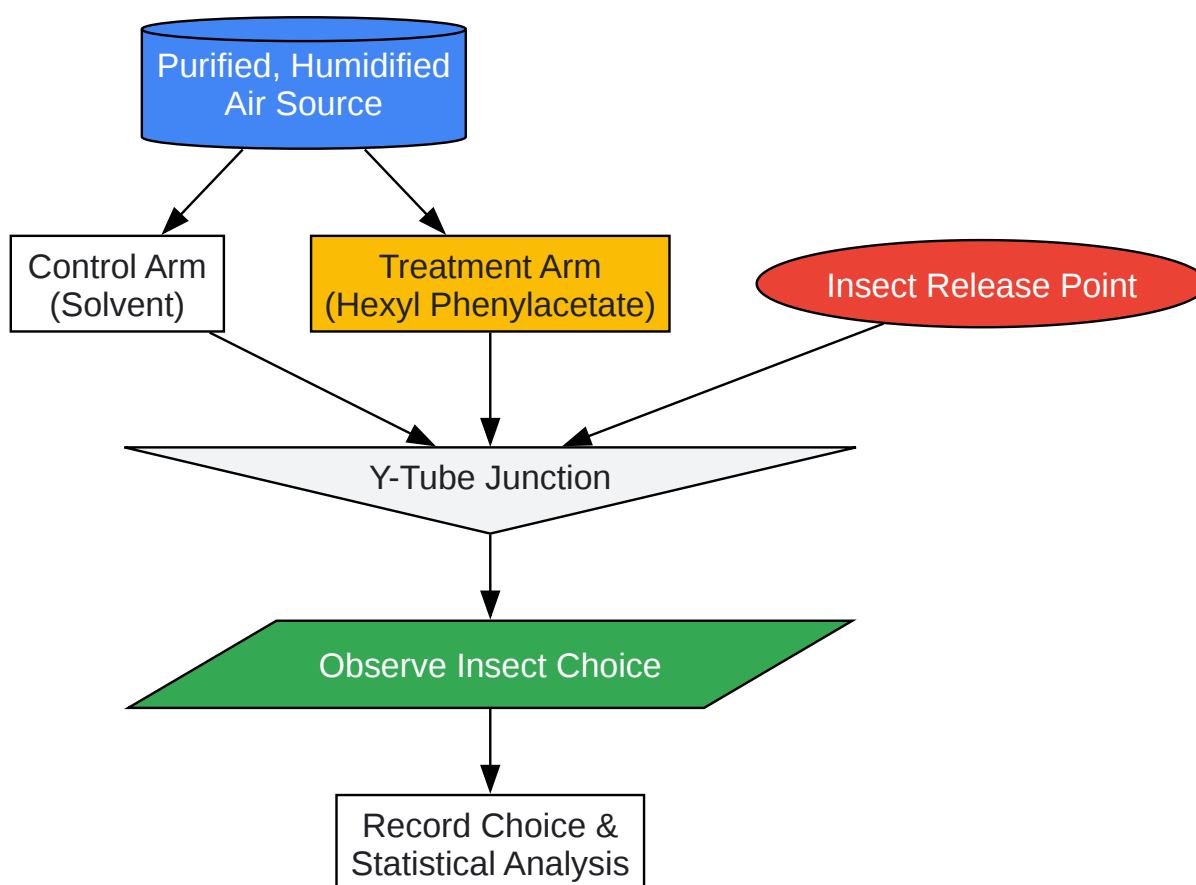 Purified, Humidified
Air Source
Control Arm
(Solvent)
Treatment Arm
(Hexyl Phenylacetate)
Insect Release Point
Y-Tube Junction
Observe Insect Choice
Record Choice &
Statistical Analysis